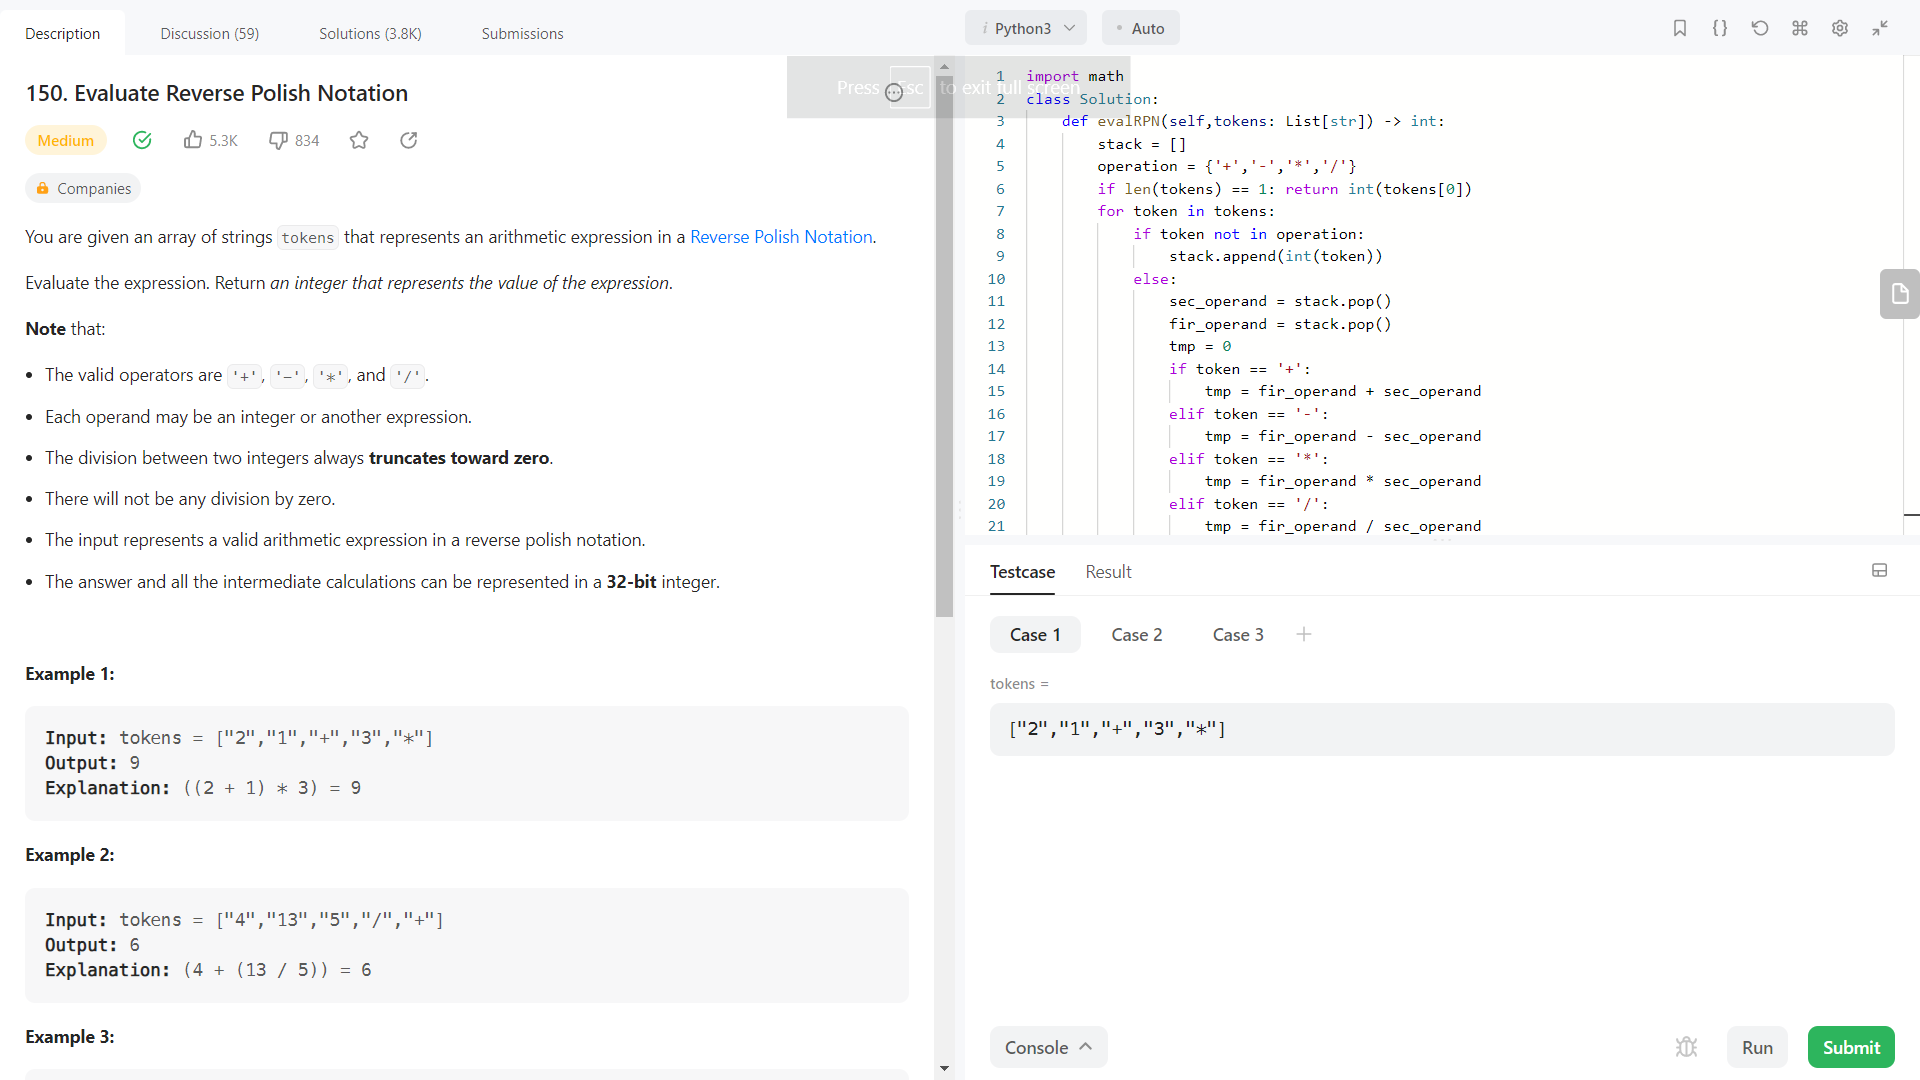 Description
Discussion (59)
Solutions (3.8K)
Submissions
150. Evaluate Reverse Polish Notation
Medium
5.3K
834
Companies
You are given an array of strings tokens that represents an arithmetic expression in a Reverse Polish Notation.
Evaluate the expression. Return an integer that represents the value of the expression.
Note that:
• The valid operators are '+', '-', '*', and '/'.
• Each operand may be an integer or another expression.
• The division between two integers always truncates toward zero.
• There will not be any division by zero.
• The input represents a valid arithmetic expression in a reverse polish notation.
• The answer and all the intermediate calculations can be represented in a 32-bit integer.
Example 1:
Input: tokens = ["2","1","+","3","*"]
Output: 9
Explanation: ((2 + 1) * 3) = 9
Example 2:
Input: tokens = ["4","13","5","/","+"]
Output: 6
Explanation: (4 + (13 / 5)) = 6
Example 3:
Press Esc to exit full screen
i Python3
Auto
1 import math
2 class Solution:
3 def evalRPN(self,tokens: List[str]) -> int:
4 stack = []
5 operation = {'+','-','*','/'}
6 if len(tokens) == 1: return int(tokens[0])
7 for token in tokens:
8 if token not in operation:
9 stack.append(int(token))
10 else:
11 sec_operand = stack.pop()
12 fir_operand = stack.pop()
13 tmp = 0
14 if token == '+':
15 tmp = fir_operand + sec_operand
16 elif token == '-':
17 tmp = fir_operand - sec_operand
18 elif token == '*':
19 tmp = fir_operand * sec_operand
20 elif token == '/':
21 tmp = fir_operand / sec_operand
Testcase
Result
Case 1
Case 2
Case 3
tokens =
["2","1","+","3","*"]
Console
Run
Submit